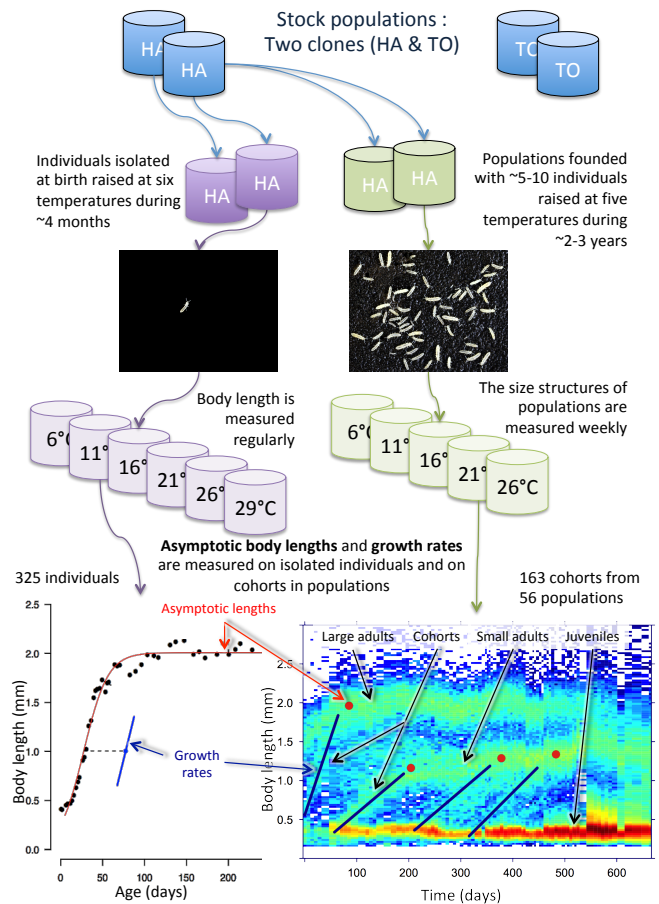 Stock populations :
Two clones (HA & TO)
HA
HA
TO
TO
Individuals isolated
at birth raised at six
temperatures during
~4 months
HA
HA
HA
HA
Populations founded
with ~5-10 individuals
raised at five
temperatures during
~2-3 years
Body length is
measured
regularly
The size structures of
populations are
measured weekly
6°C
11°
16°
21°
26°
29°C
6°C
11°
16°
21°
26°C
Asymptotic body lengths and growth rates
are measured on isolated individuals and on
cohorts in populations
325 individuals
163 cohorts from
56 populations
Asymptotic lengths
Growth
rates
Body length (mm)
2.5
2.0
1.5
1.0
0.5
0.0
0
50
100
150
200
Age (days)
Large adults
Cohorts
Small adults
Juveniles
Body length (mm)
2.5
2.0
1.5
1.0
0.5
0
100
200
300
400
500
600
Time (days)